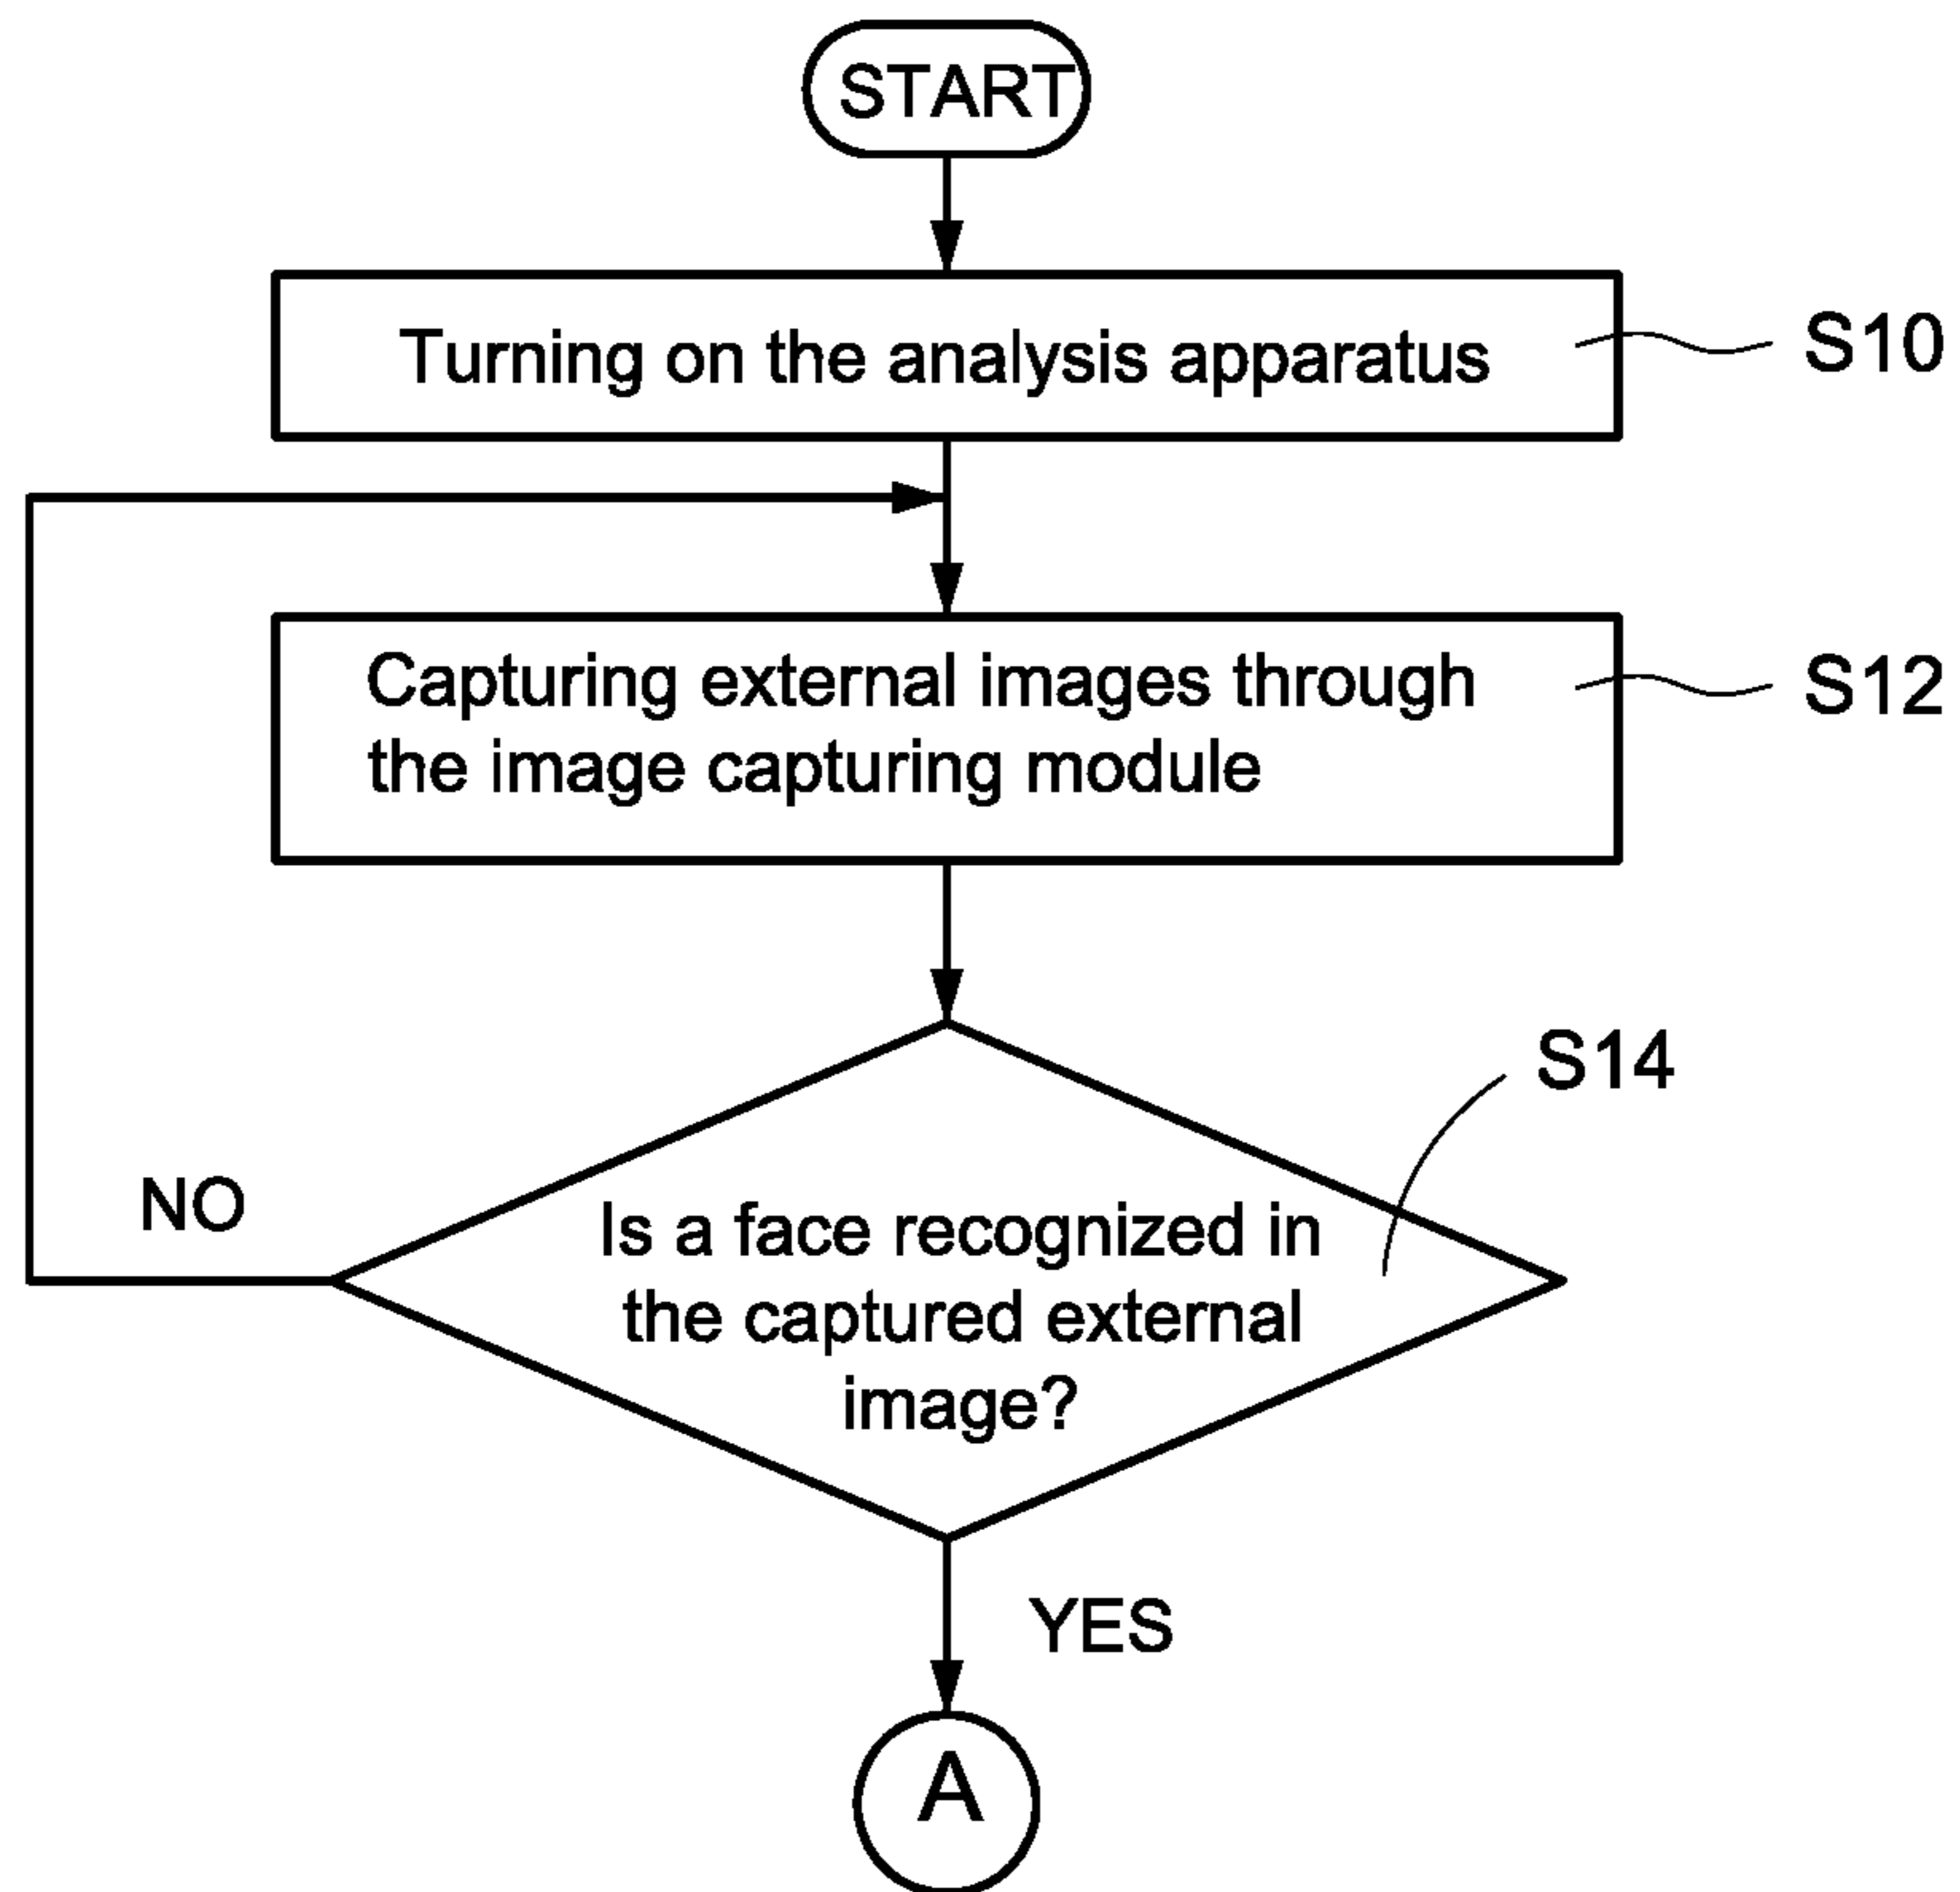 START
Turning on the analysis apparatus
S10
Capturing external images through
the image capturing module
S12
S14
Is a face recognized in
the captured external
image?
NO
YES
A